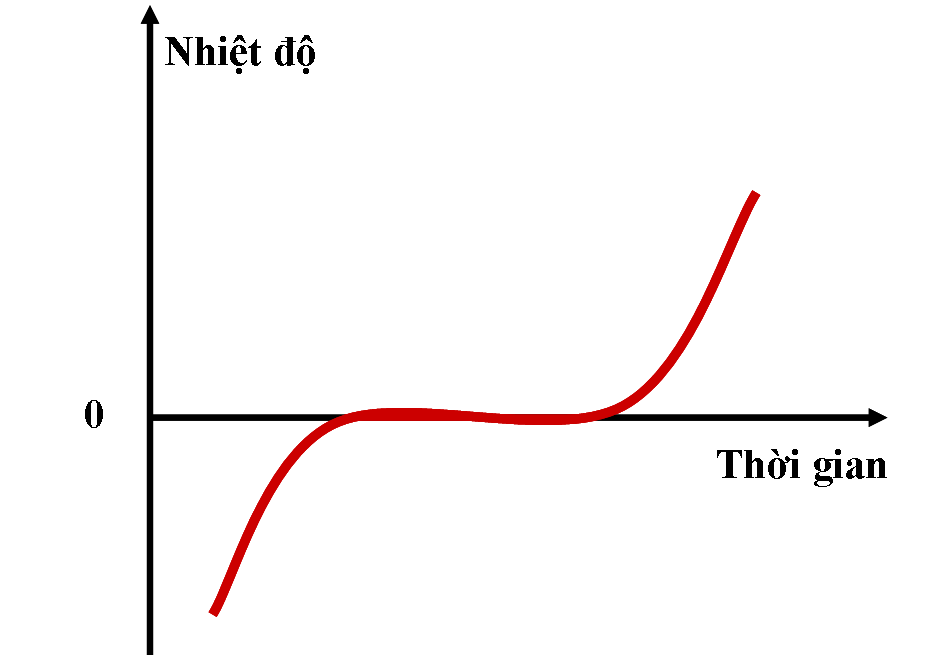 Nhiệt độ
0
Thời gian